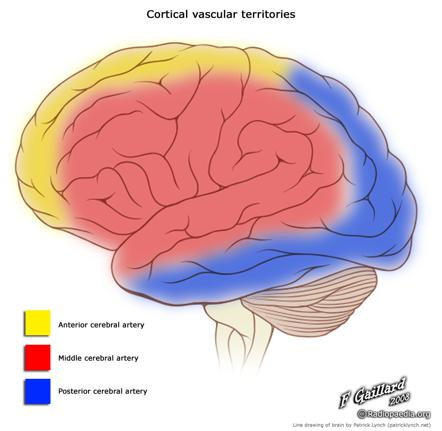 Cortical vascular territories
Anterior cerebral artery
Middle cerebral artery
Posterior cerebral artery
F Gaillard
2008
@Radiopaedia.org
Line drawing of brain by Patrick Lynch (patricklynch.net)